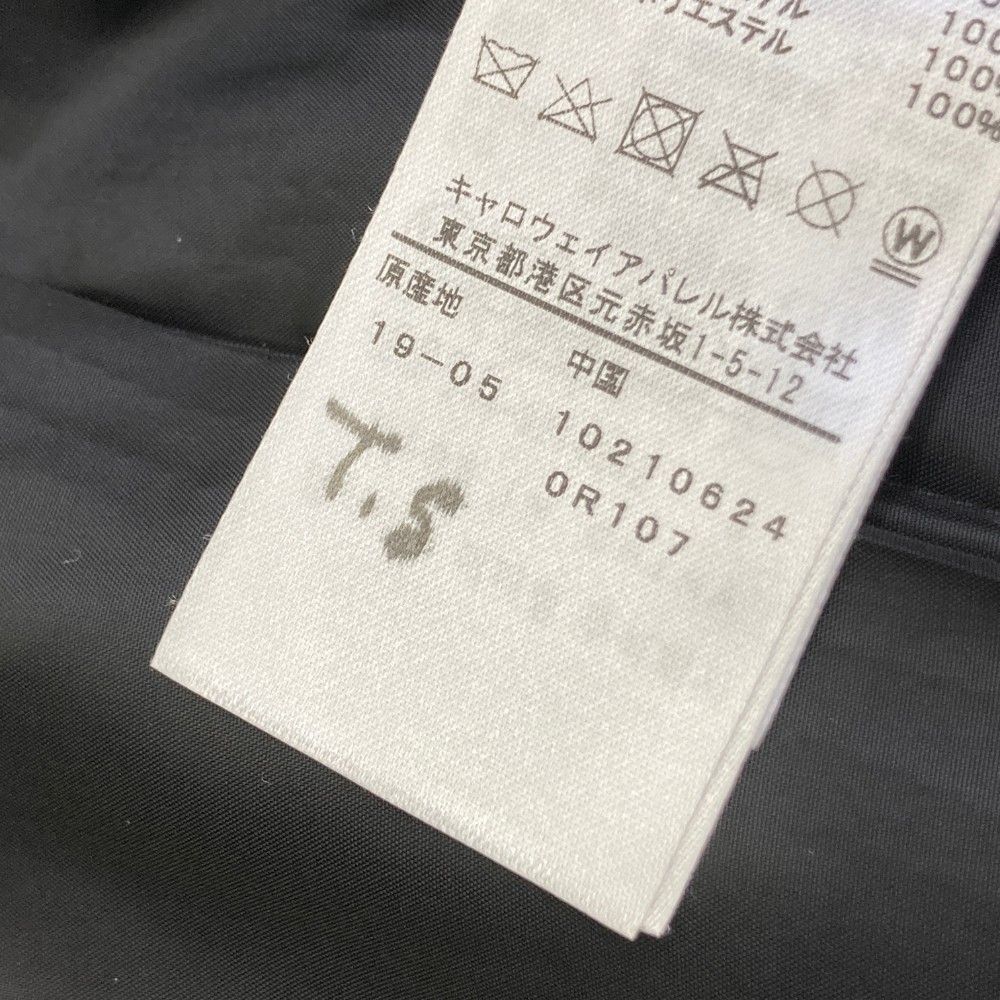 ポリエステル
100
100%
100%
W
キャロウェイアパレル株式会社
東京都港区元赤坂1-5-12
原産地 中国
19-05 10210624
0R107
T.S